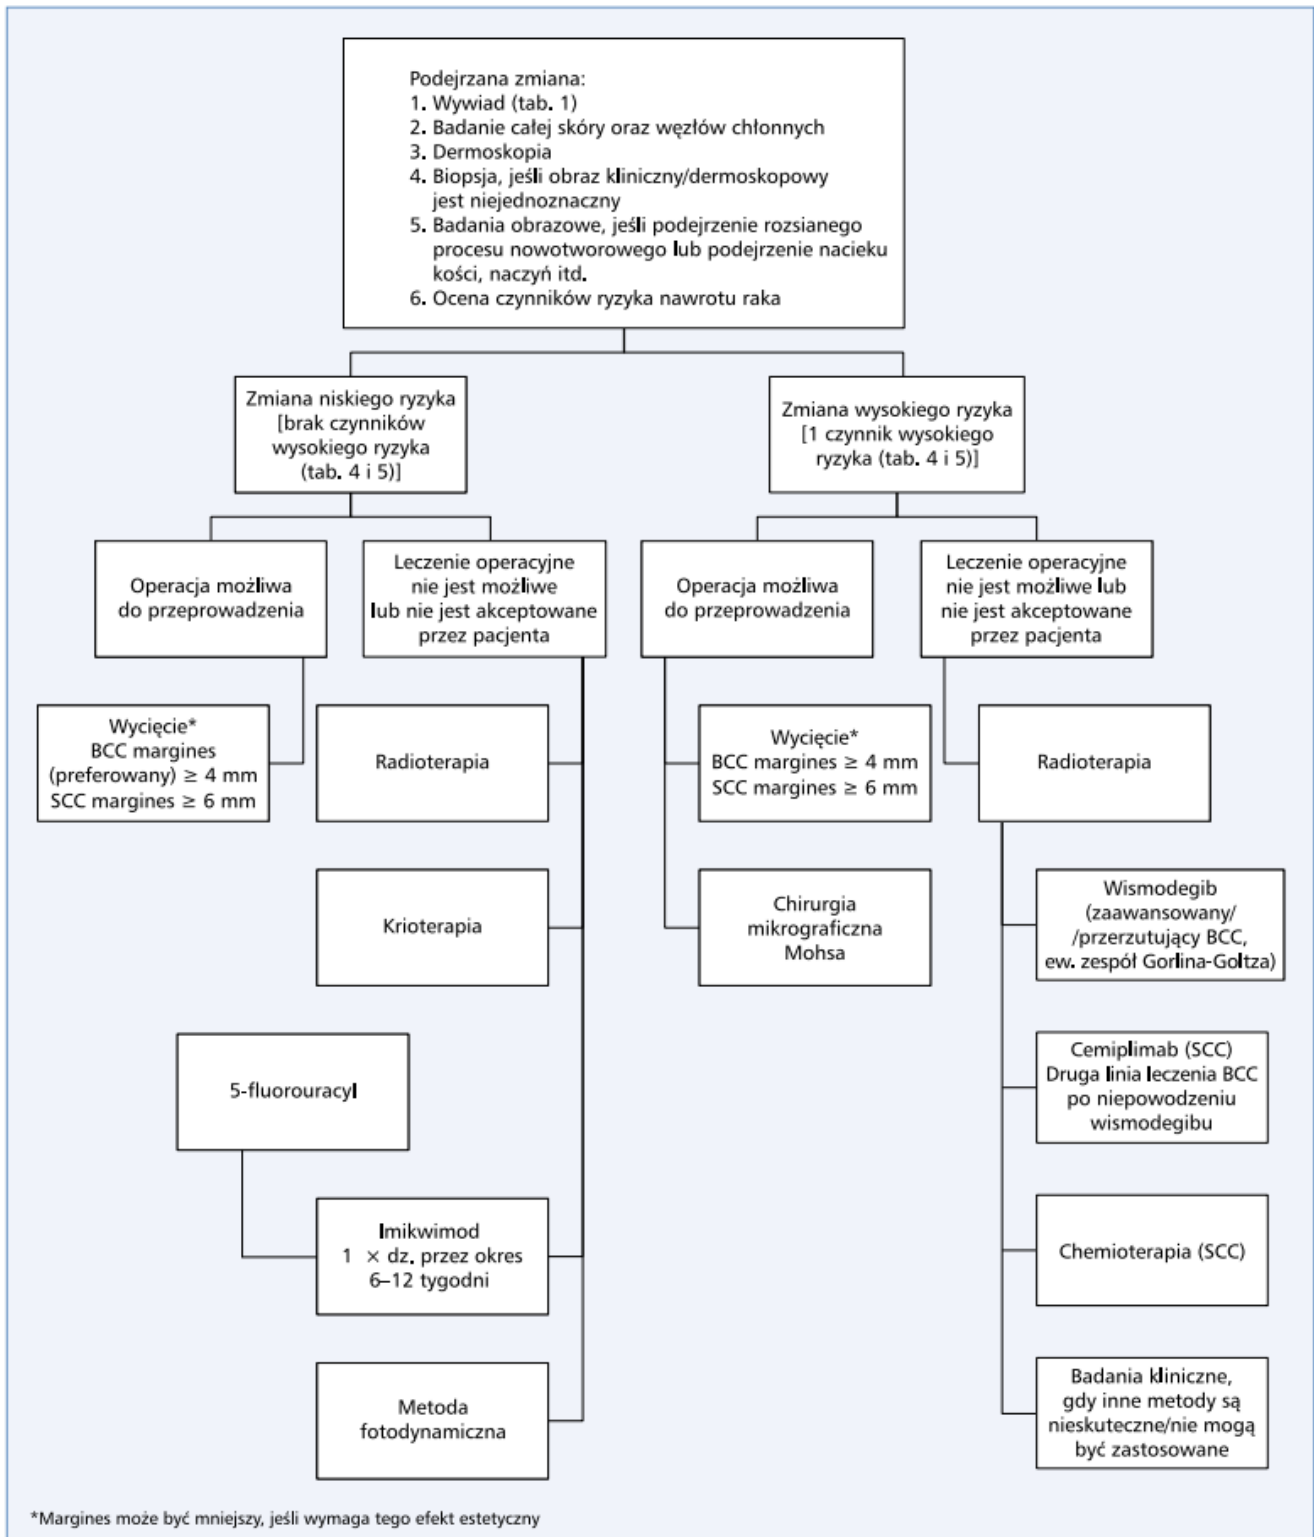 Podejrzana zmiana:
1. Wywiad (tab. 1)
2. Badanie całej skóry oraz węzłów chłonnych
3. Dermoskopia
4. Biopsja, jeśli obraz kliniczny/dermoskopowy
jest niejednoznaczny
5. Badania obrazowe, jeśli podejrzenie rozsianego
procesu nowotworowego lub podejrzenie nacieku
kości, naczyń itd.
6. Ocena czynników ryzyka nawrotu raka
Zmiana niskiego ryzyka
[brak czynników
wysokiego ryzyka
(tab. 4 i 5)]
Zmiana wysokiego ryzyka
[1 czynnik wysokiego
ryzyka (tab. 4 i 5)]
Operacja możliwa
do przeprowadzenia
Leczenie operacyjne
nie jest możliwe
lub nie jest akceptowane
przez pacjenta
Operacja możliwa
do przeprowadzenia
Leczenie operacyjne
nie jest możliwe lub
nie jest akceptowane
przez pacjenta
Wycięcie*
BCC margines
(preferowany) ≥ 4 mm
SCC margines ≥ 6 mm
Radioterapia
Wycięcie*
BCC margines ≥ 4 mm
SCC margines ≥ 6 mm
Radioterapia
Krioterapia
Chirurgia
mikrograficzna
Mohsa
Wismodegib
(zaawansowany/
/przerzutujący BCC,
ew. zespół Gorlina-Goltza)
5-fluorouracyl
Cemiplimab (SCC)
Druga linia leczenia BCC
po niepowodzeniu
wismodegibu
Imikwimod
1 × dz. przez okres
6–12 tygodni
Chemioterapia (SCC)
Metoda
fotodynamiczna
Badania kliniczne,
gdy inne metody są
nieskuteczne/nie mogą
być zastosowane
*Margines może być mniejszy, jeśli wymaga tego efekt estetyczny